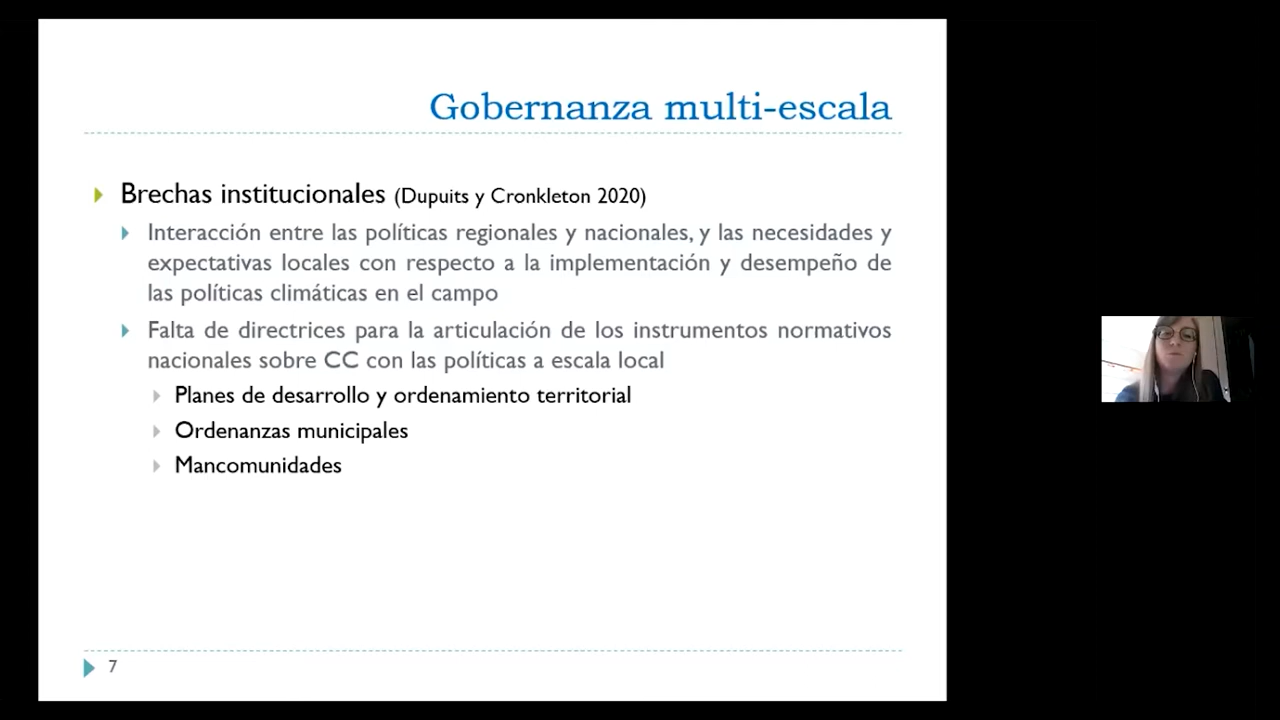 Gobernanza multi-escala
Brechas institucionales (Dupuits y Cronkleton 2020)
Interacción entre las políticas regionales y nacionales, y las necesidades y
expectativas locales con respecto a la implementación y desempeño de
las políticas climáticas en el campo
Falta de directrices para la articulación de los instrumentos normativos
nacionales sobre CC con las políticas a escala local
Planes de desarrollo y ordenamiento territorial
Ordenanzas municipales
Mancomunidades
7